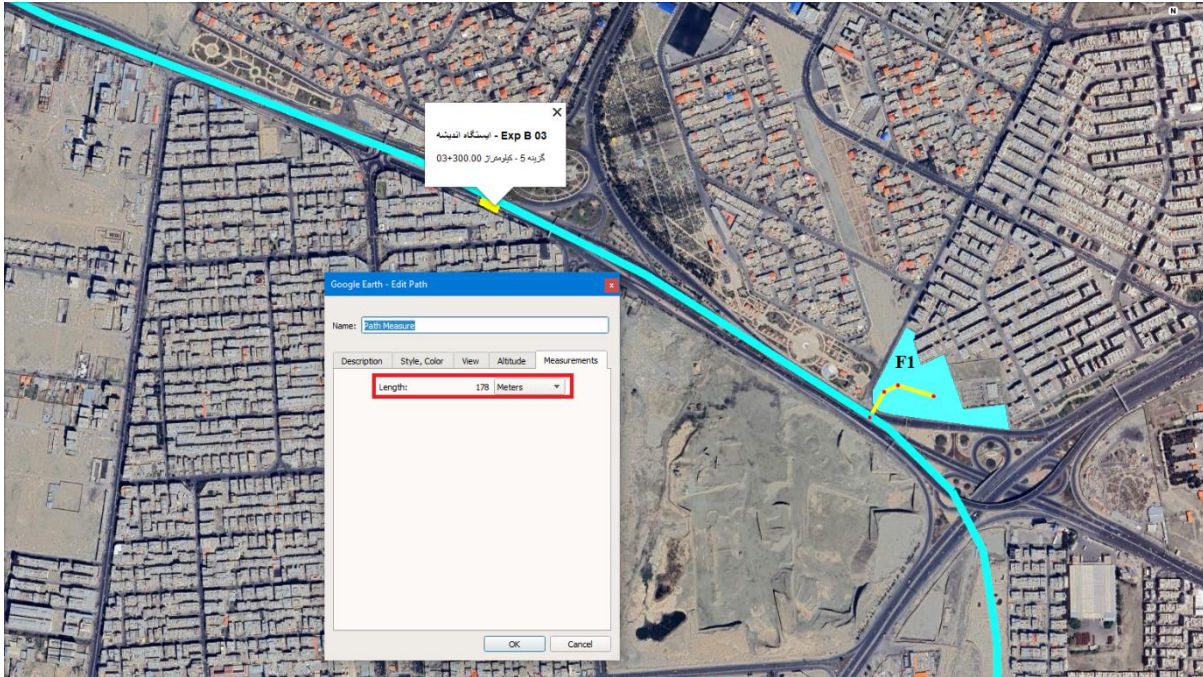 N
Exp B 03 - ایستگاه اندیشه
گزینه 5 - کیلومتراژ 03+300.00
Google Earth - Edit Path
Name: Path Measure
Description Style, Color View Altitude Measurements
Length: 178 Meters
OK Cancel
F1